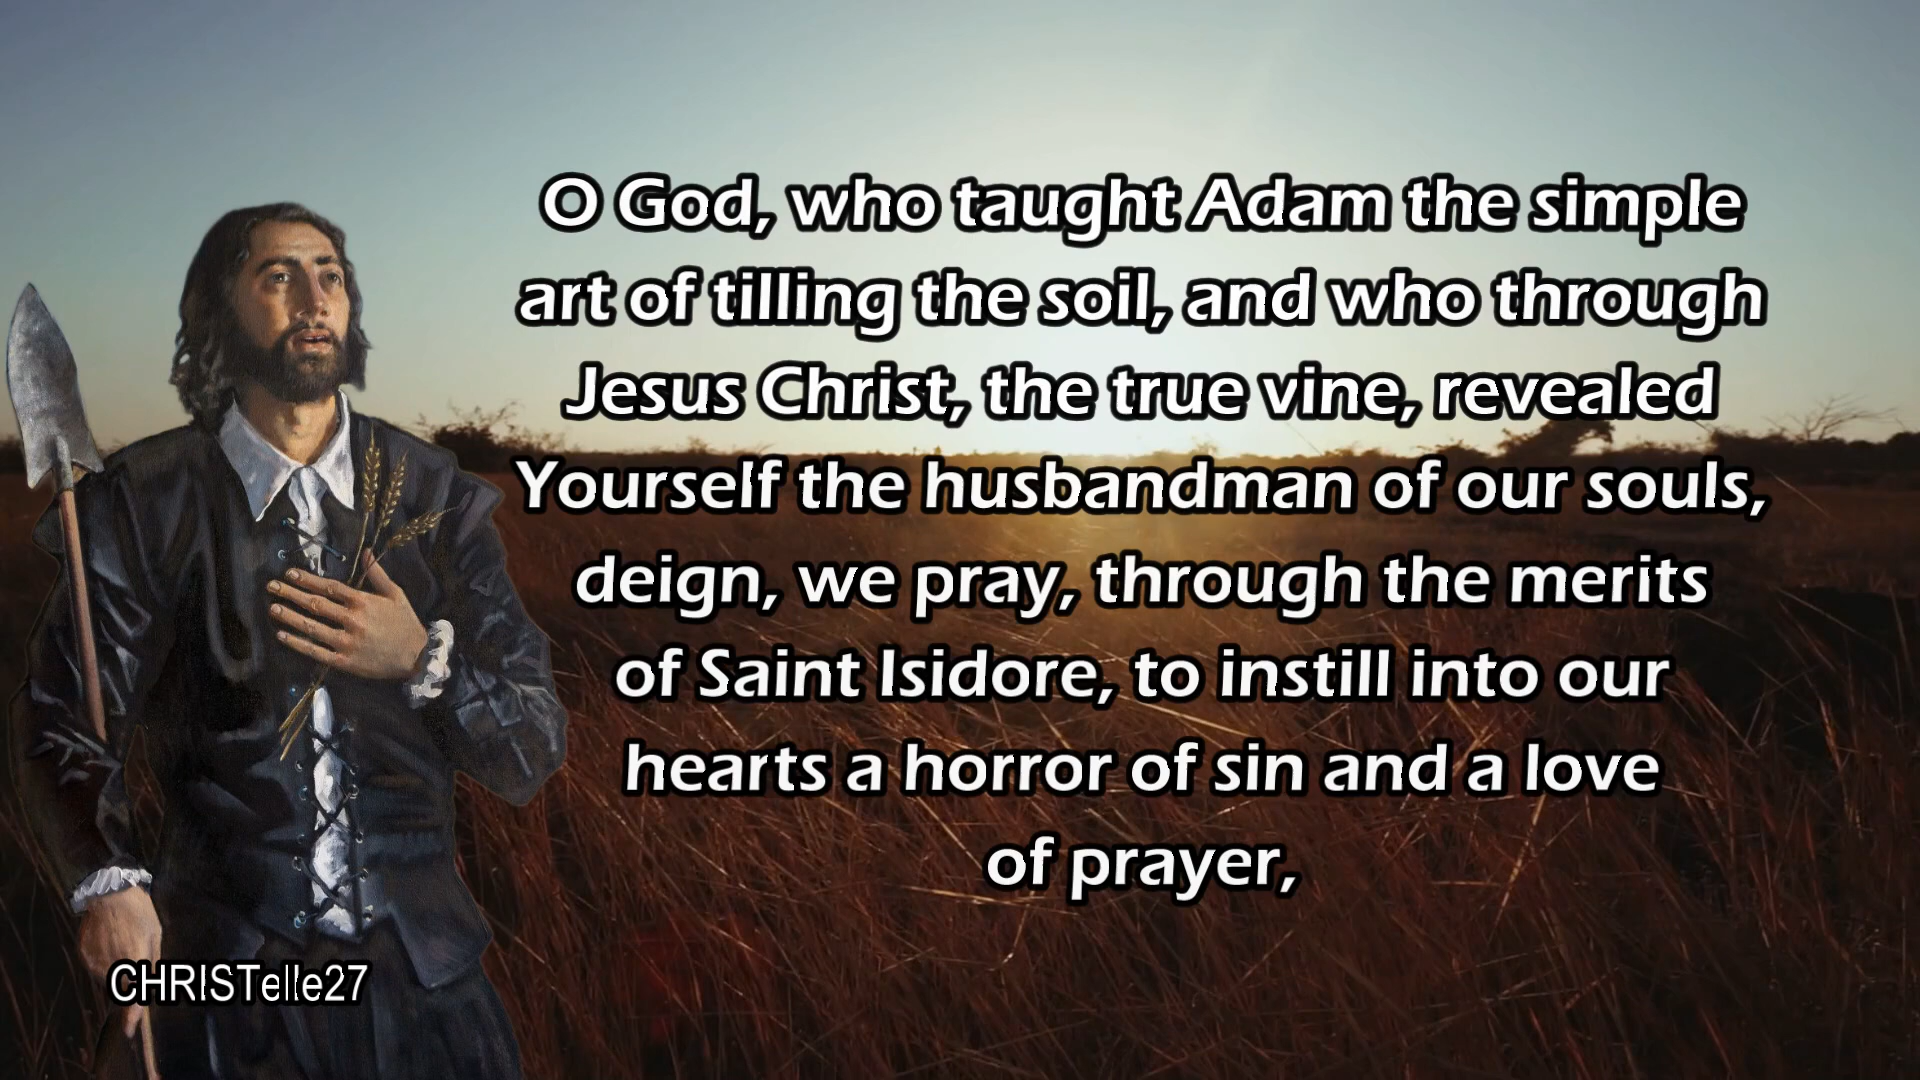 O God, who taught Adam the simple
art of tilling the soil, and who through
Jesus Christ, the true vine, revealed
Yourself the husbandman of our souls,
deign, we pray, through the merits
of Saint Isidore, to instill into our
hearts a horror of sin and a love
of prayer,
CHRISTelle27